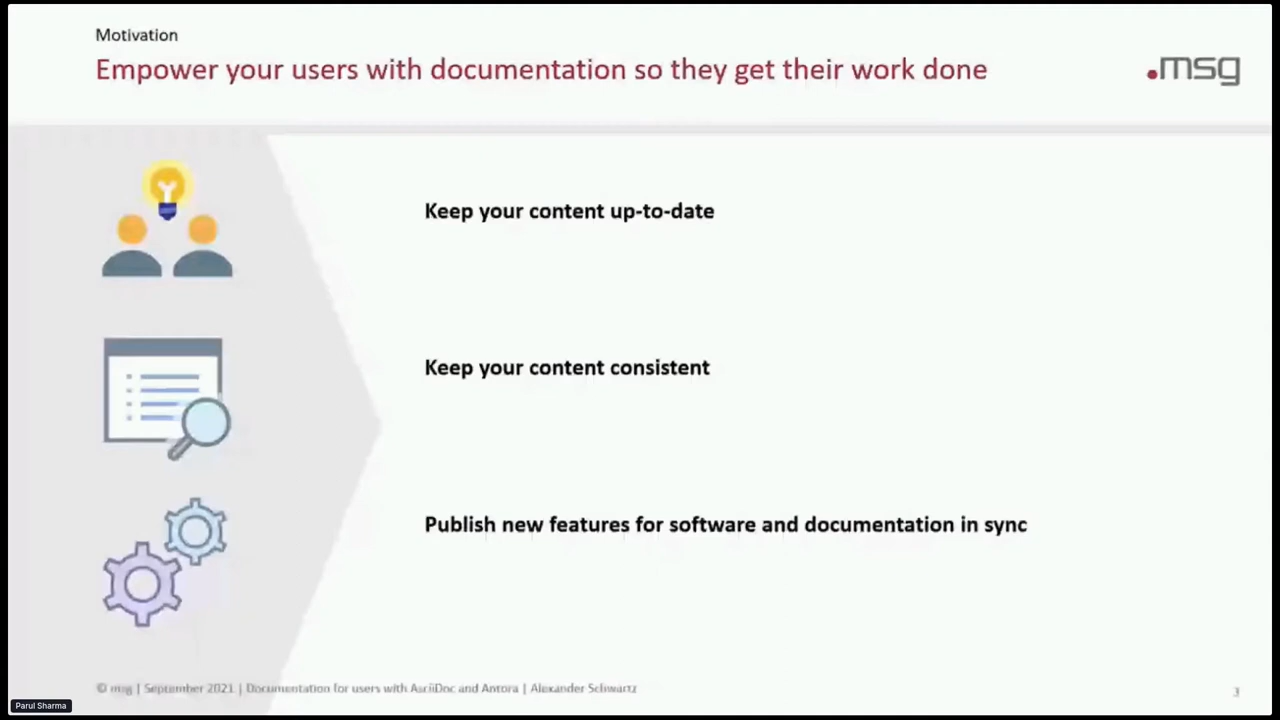 Motivation
Empower your users with documentation so they get their work done
.msg
Keep your content up-to-date
Keep your content consistent
Publish new features for software and documentation in sync
© msg | September 2021 | Documentation for users with AsciiDoc and Antora | Alexander Schwartz
3
Parul Sharma